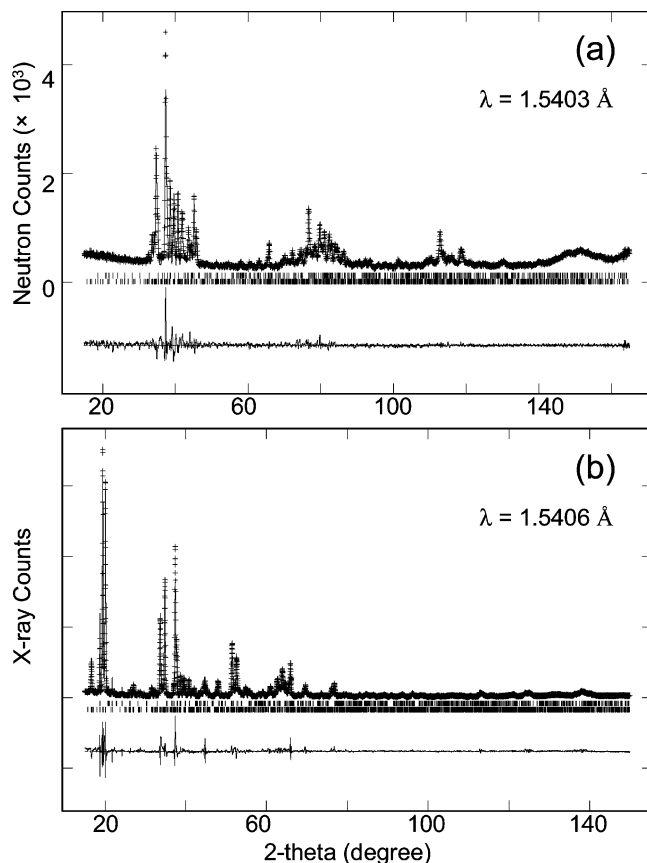 (a)
λ = 1.5403 Å
Neutron Counts (× 10³)
4
2
0
20 60 100 140
(b)
λ = 1.5406 Å
X-ray Counts
20 60 100 140
2-theta (degree)